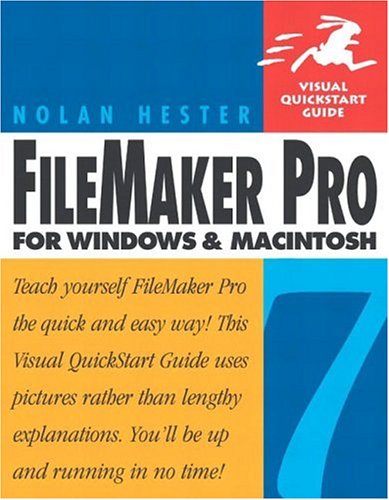 VISUAL
QUICKSTART
GUIDE
NOLAN HESTER
FILEMAKER PRO
FOR WINDOWS & MACINTOSH
7
Teach yourself FileMaker Pro
the quick and easy way! This
Visual QuickStart Guide uses
pictures rather than lengthy
explanations. You'll be up
and running in no time!